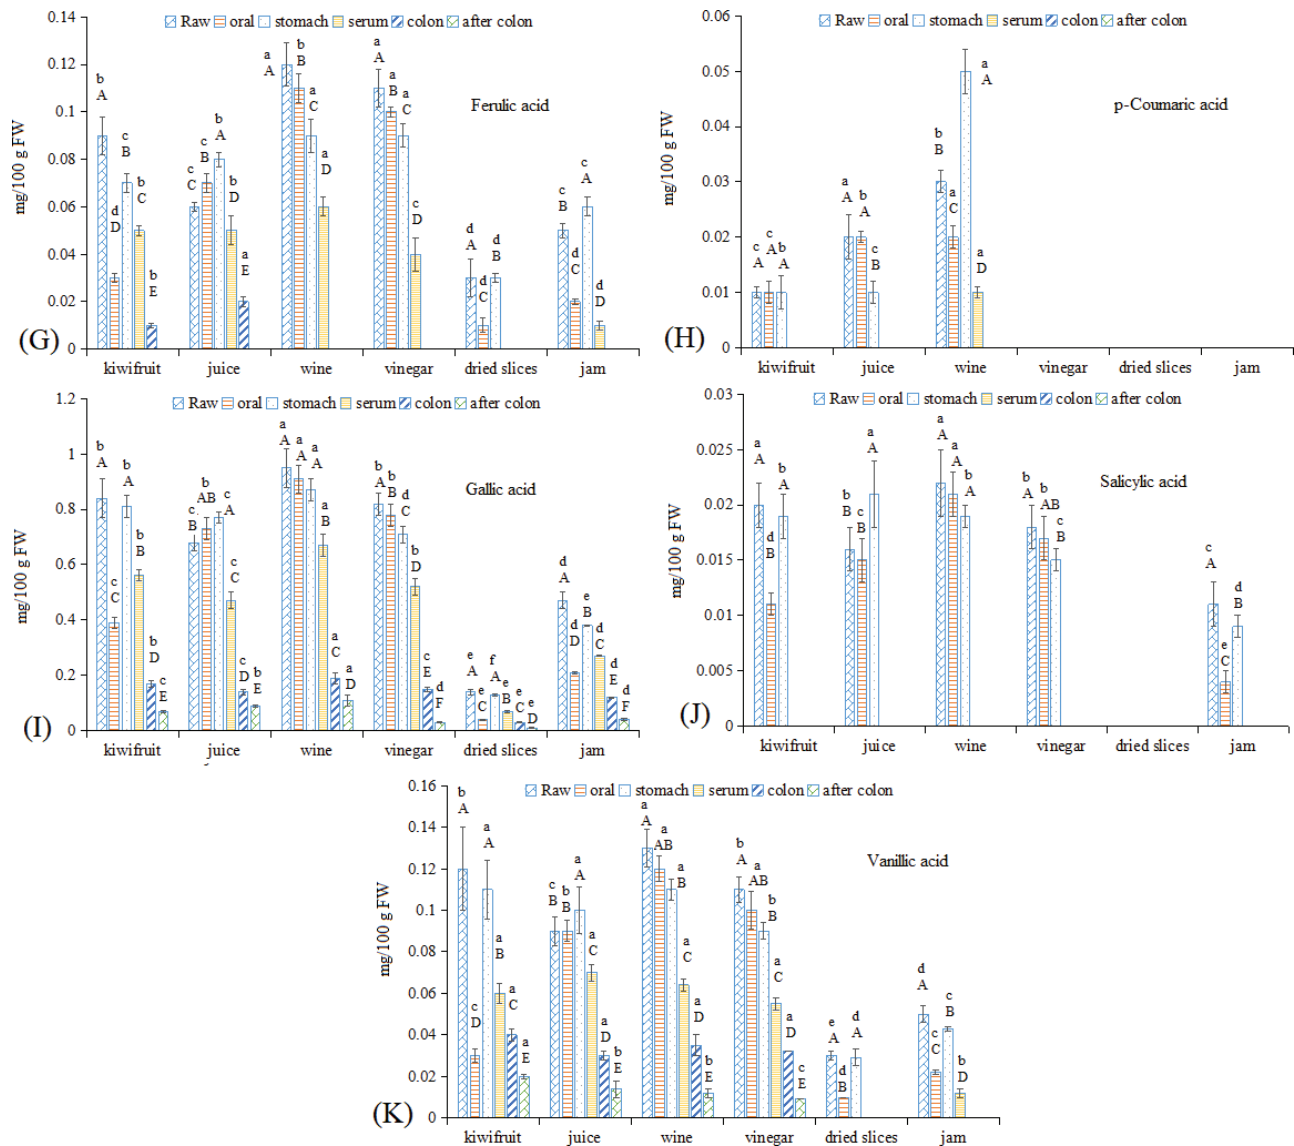 Raw oral stomach serum colon after colon
Ferulic acid
mg/100 g FW
0.14
0.12
0.1
0.08
0.06
0.04
0.02
0
b A d D c B b C b E
c C c B b A b D a E
a A b B a C a D
a A a B a C c D
d A d C d B
c B d C c A d D
kiwifruit juice wine vinegar dried slices jam
(G)
Raw oral stomach serum colon after colon
p-Coumaric acid
mg/100 g FW
0.06
0.05
0.04
0.03
0.02
0.01
0
c A c A b A
a A b A c B
b B a C a A a D
kiwifruit juice wine vinegar dried slices jam
(H)
Raw oral stomach serum colon after colon
Gallic acid
mg/100 g FW
1.2
1
0.8
0.6
0.4
0.2
0
b A c C b A b B b D c E
c B b AB c A c C c D b E
a A a A a A a B a C a D
b A b B d C b D c E d F
e A e C f A e B e C e D
d A d D e B d C d E d F
kiwifruit juice wine vinegar dried slices jam
(I)
Raw oral stomach serum colon after colon
Salicylic acid
mg/100 g FW
0.03
0.025
0.02
0.015
0.01
0.005
0
a A d B b A
b B c B a A
a A a A b A
b A b AB c B
c A e C d B
kiwifruit juice wine vinegar dried slices jam
(J)
Raw oral stomach serum colon after colon
Vanillic acid
mg/100 g FW
0.16
0.14
0.12
0.1
0.08
0.06
0.04
0.02
0
b A c D a A a B a C a E
c B b B a A a C a D b E
a A a AB a B a C a D b E
b A a AB b B a C a D c E
e A d B d A
d A c C c B b D
kiwifruit juice wine vinegar dried slices jam
(K)